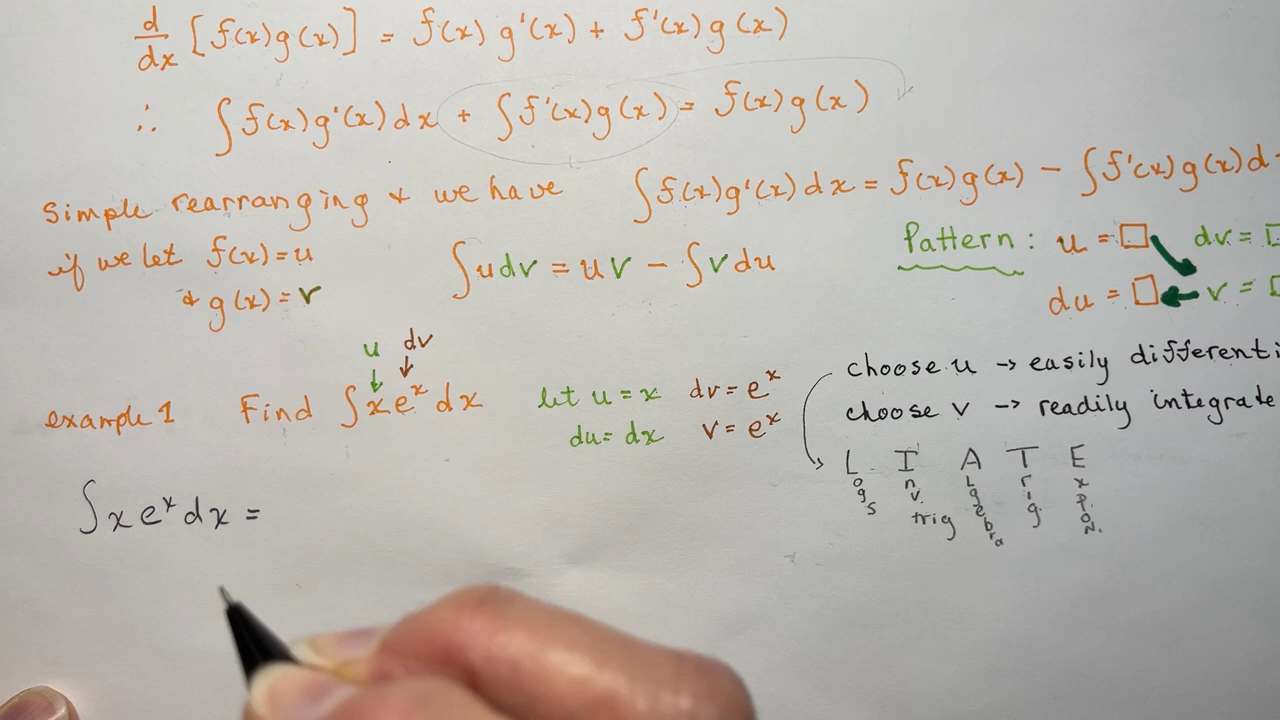 d/dx [f(x)g(x)] = f(x) g'(x) + f'(x) g(x)
∴ ∫f(x)g'(x)dx + ∫f'(x)g(x) = f(x)g(x)
Simple rearranging & we have ∫f(x)g'(x)dx = f(x)g(x) - ∫f'(x)g(x)d
if we let f(x)=u
& g(x)=v
∫udv = uv - ∫vdu
Pattern: u = □ dv = □
du = □ v = □
u dv
example 1 Find ∫xe^x dx
let u = x dv = e^x
du = dx v = e^x
choose u → easily differenti
choose v → readily integrate
L I A T E
Logs Inv. trig Algebra Trig Expon.
∫xe^x dx =